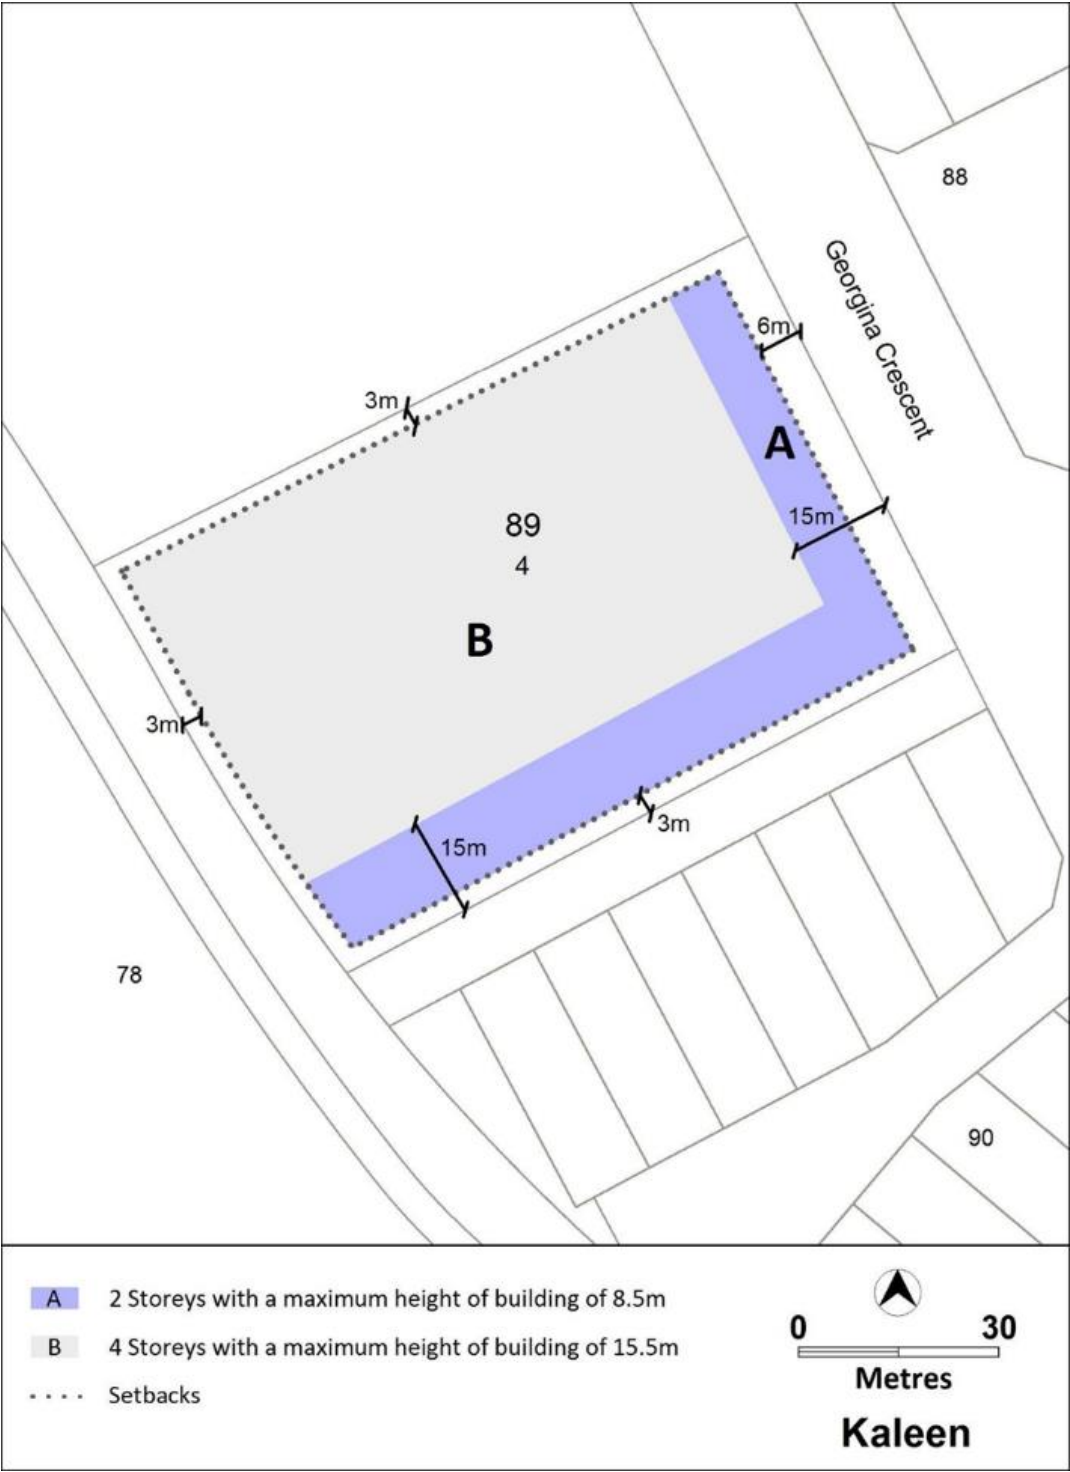 88
Georgina Crescent
6m
3m
A
15m
89
4
B
3m
3m
15m
78
90
A 2 Storeys with a maximum height of building of 8.5m
B 4 Storeys with a maximum height of building of 15.5m
Setbacks
0 30
Metres
Kaleen